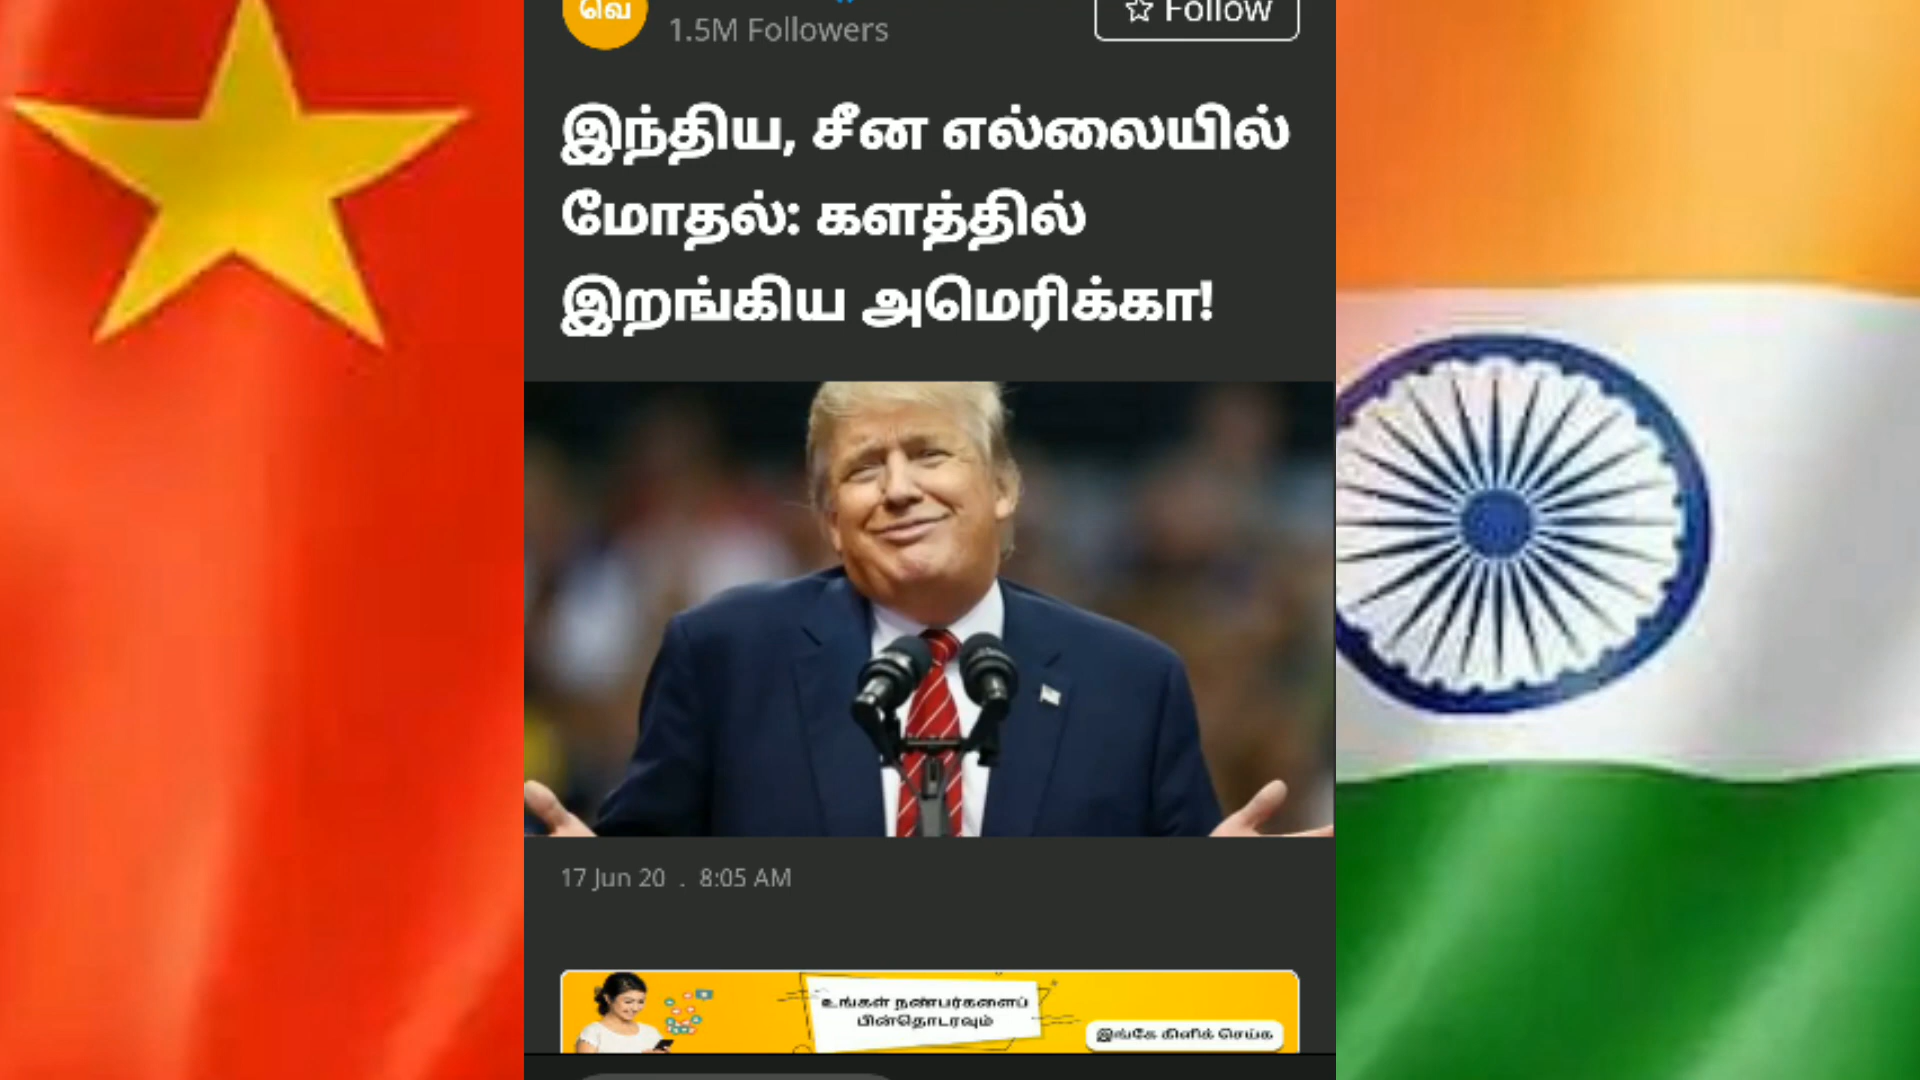 வெ
1.5M Followers
Follow
இந்திய, சீன எல்லையில்
மோதல்: களத்தில்
இறங்கிய அமெரிக்கா!
17 Jun 20 . 8:05 AM
உங்கள் நண்பர்களைப்
பின்தொடரவும்
இங்கே கிளிக் செய்க